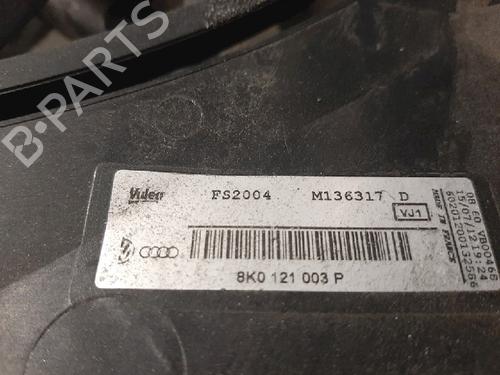 B-PARTS
Valeo FS2004 M136317 D
VJ1
8K0 121 003 P
MADE IN FRANCE